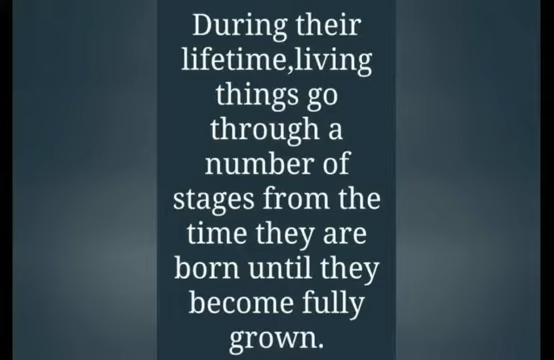 During their
lifetime,living
things go
through a
number of
stages from the
time they are
born until they
become fully
grown.